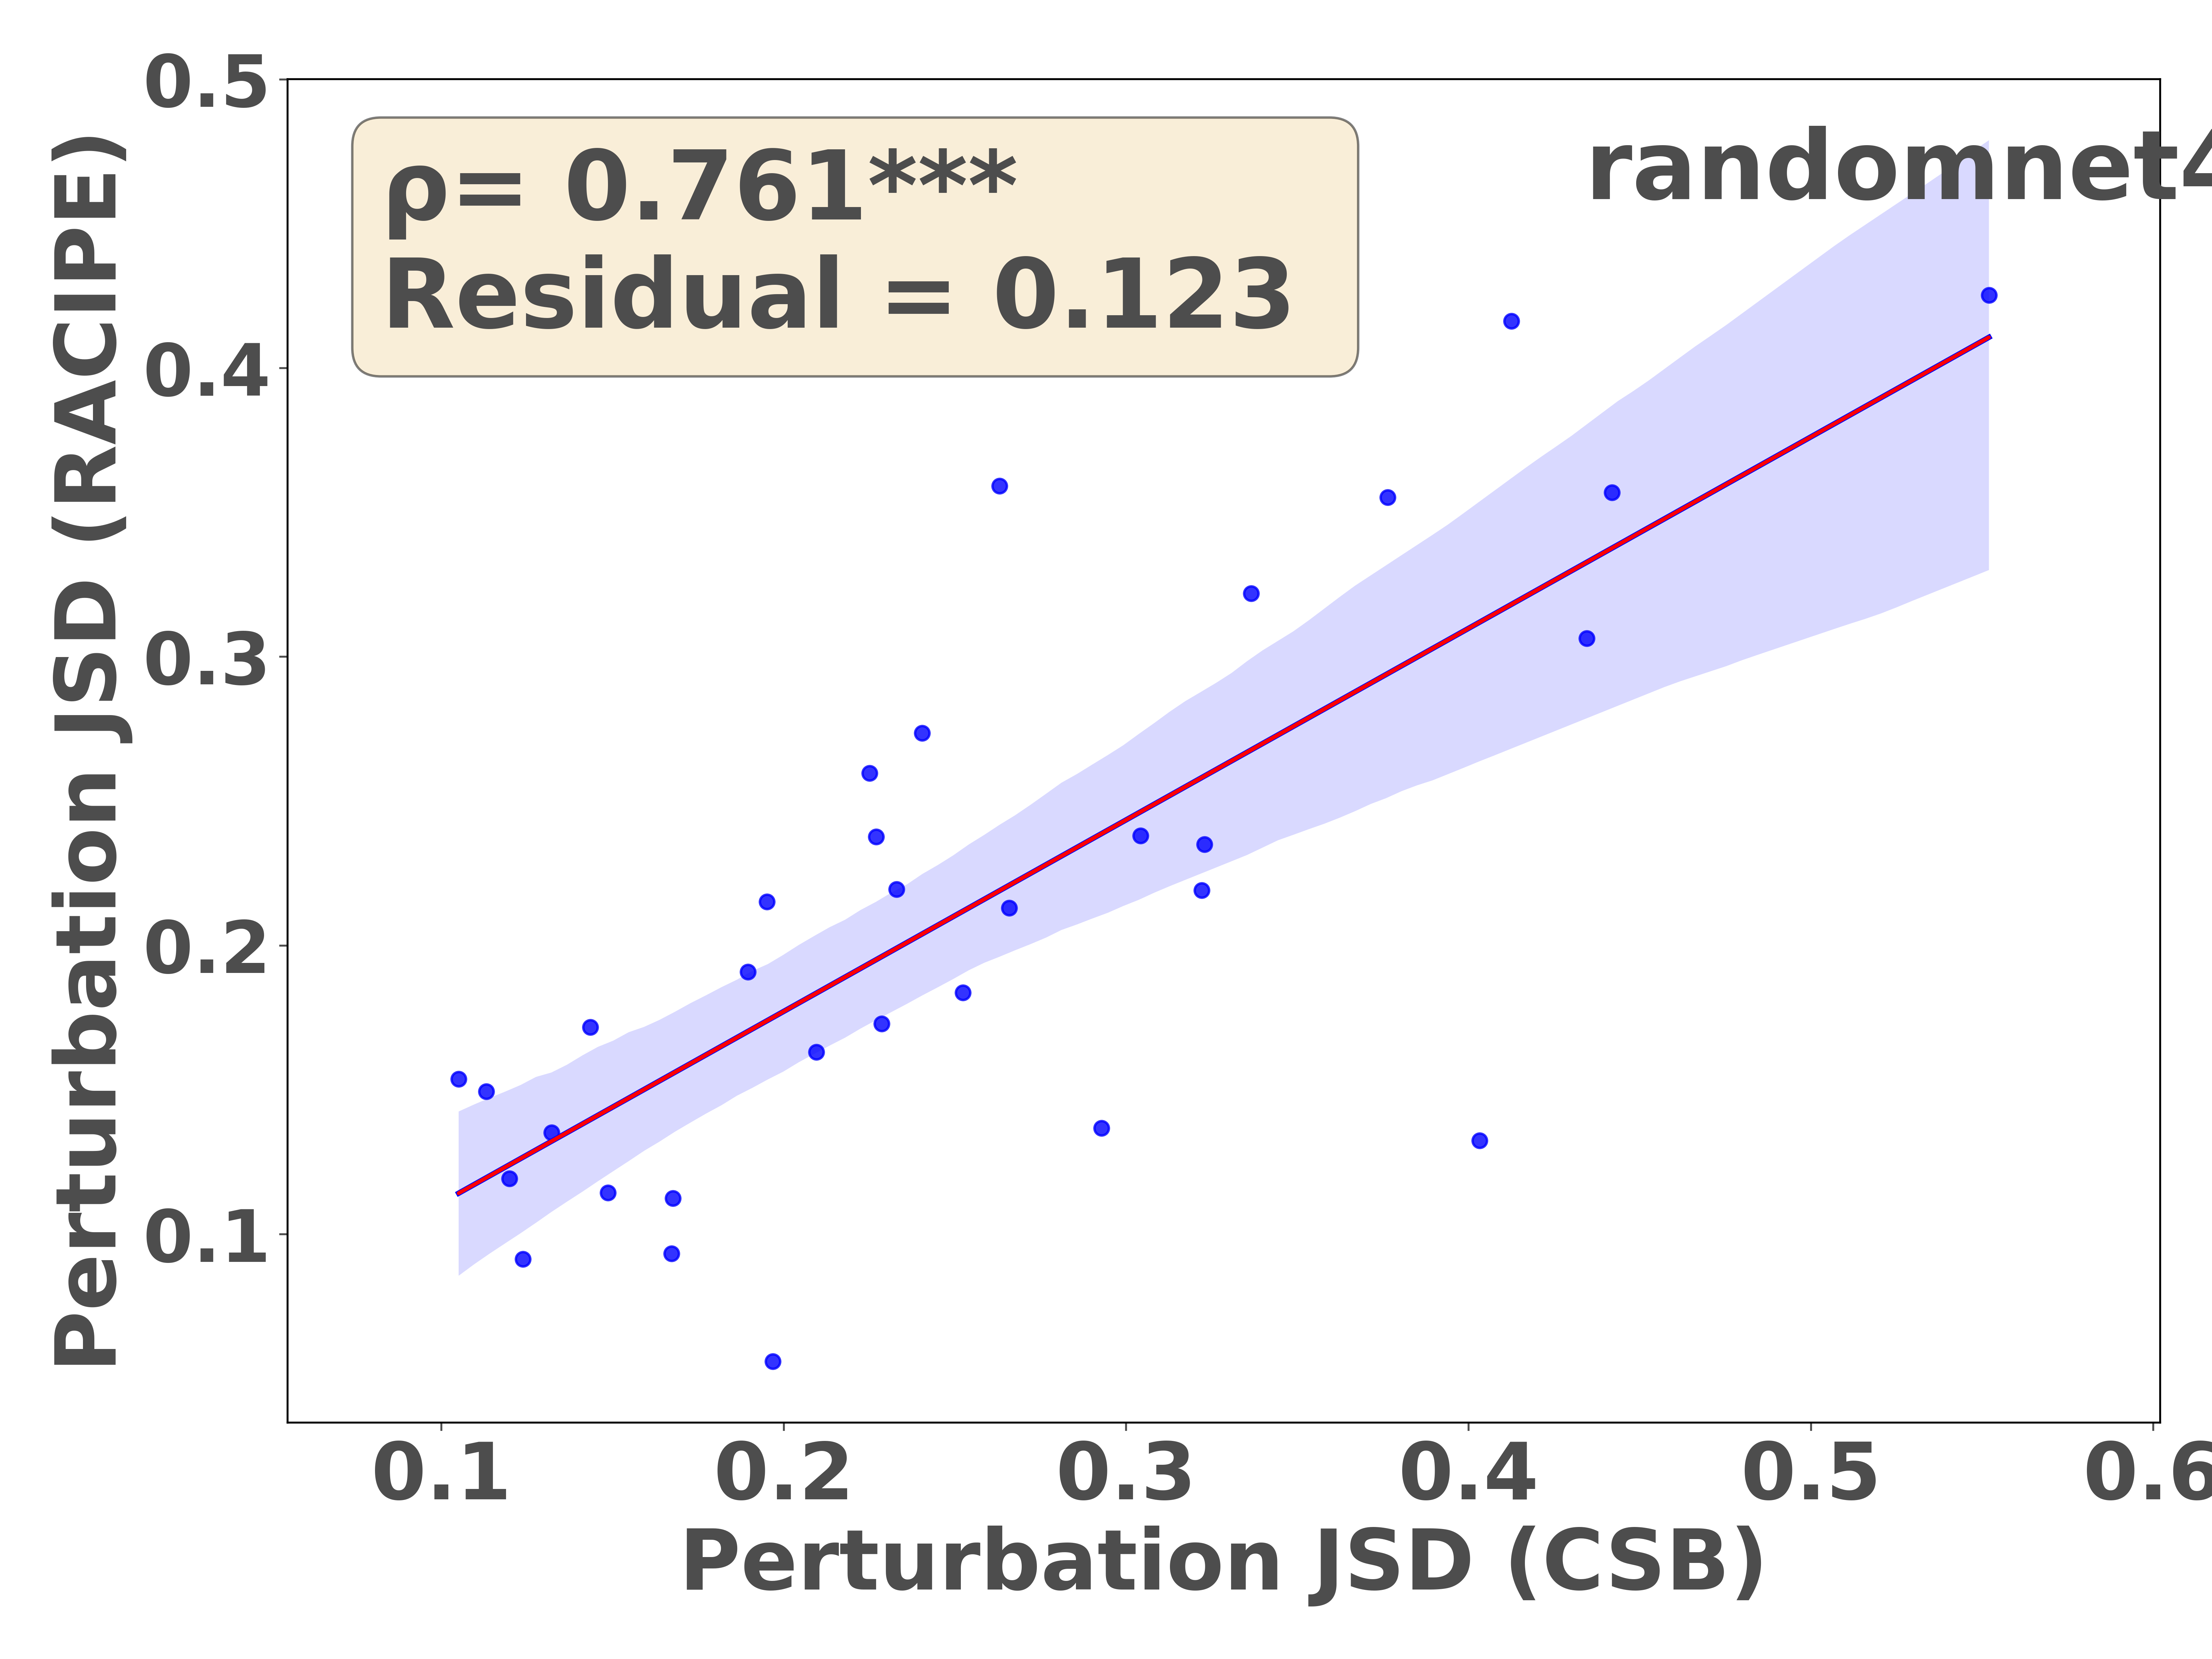 ρ= 0.761***
Residual = 0.123
randomnet4
Perturbation JSD (RACIPE)
0.5
0.4
0.3
0.2
0.1
0.1 0.2 0.3 0.4 0.5 0.6
Perturbation JSD (CSB)